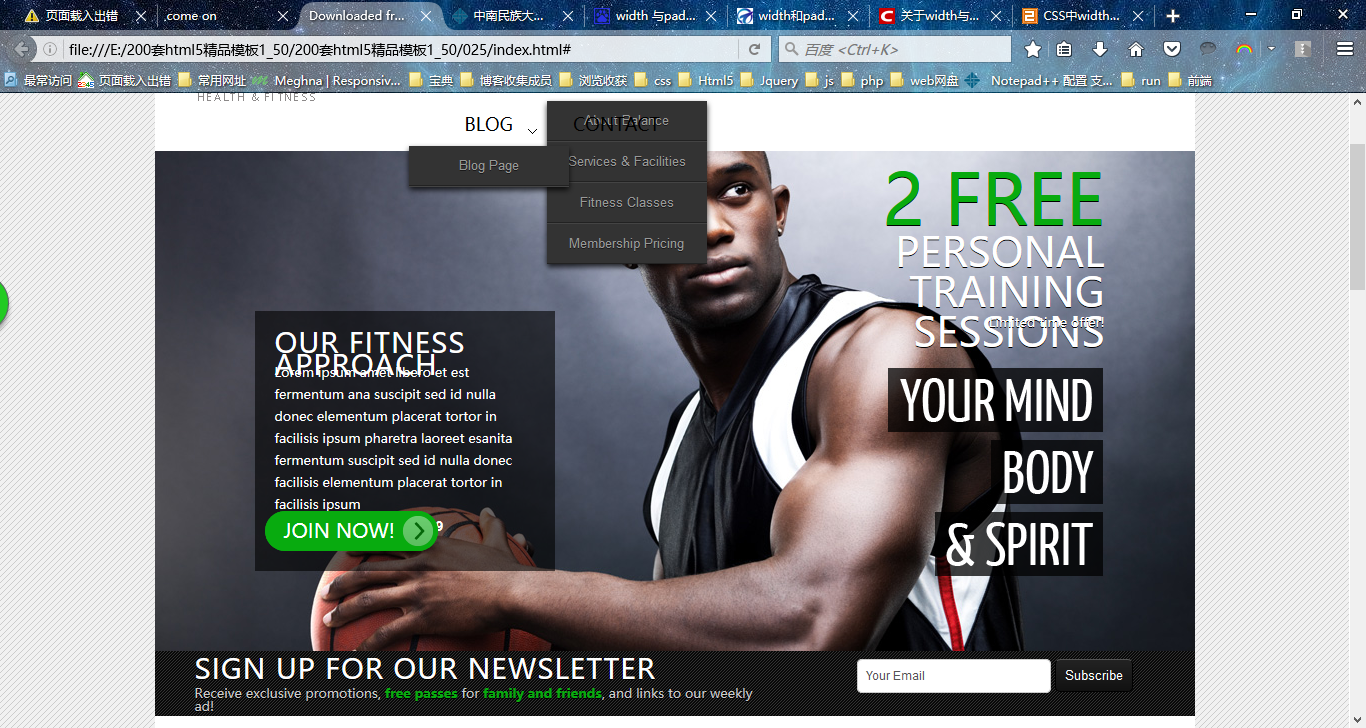 页面载入出错
come on
Downloaded fr...
中南民族大...
width 与pad...
width和pad...
关于width与...
CSS中width...
file:///E:/200套html5精品模板1_50/200套html5精品模板1_50/025/index.html#
百度 <Ctrl+K>
最常访问
页面载入出错
常用网址
Meghna | Responsiv...
宝典
博客收集成员
浏览收获
css
Html5
Jquery
js
php
web网盘
Notepad++ 配置 支...
run
前端
HEALTH & FITNESS
BLOG
CONTACT
About Balance
Blog Page
Services & Facilities
Fitness Classes
Membership Pricing
2 FREE
PERSONAL
TRAINING
SESSIONS
Limited time offer!
OUR FITNESS
APPROACH
Lorem ipsum amet libero et est
fermentum ana suscipit sed id nulla
donec elementum placerat tortor in
facilisis ipsum pharetra laoreet esanita
fermentum suscipit sed id nulla donec
facilisis elementum placerat tortor in
facilisis ipsum
JOIN NOW!
9
YOUR MIND
BODY
& SPIRIT
SIGN UP FOR OUR NEWSLETTER
Receive exclusive promotions, free passes for family and friends, and links to our weekly
ad!
Your Email
Subscribe